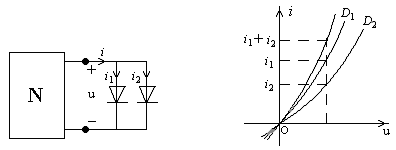 i
+
i₁
i₂
N
u
−
i
D₁
D₂
i₁+i₂
i₁
i₂
o
u